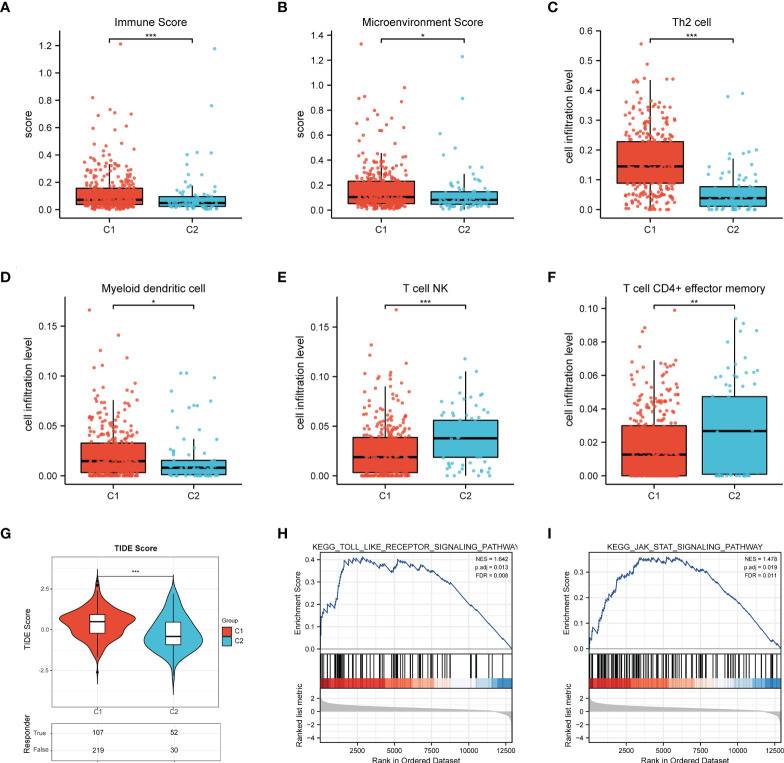 A
Immune Score
***
score
1.2
1.0
0.8
0.6
0.4
0.2
0.0
C1
C2
B
Microenvironment Score
*
score
1.4
1.2
1.0
0.8
0.6
0.4
0.2
0.0
C1
C2
C
Th2 cell
***
cell infiltration level
0.6
0.5
0.4
0.3
0.2
0.1
0.0
C1
C2
D
Myeloid dendritic cell
*
cell infiltration level
0.15
0.10
0.05
0.00
C1
C2
E
T cell NK
***
cell infiltration level
0.15
0.10
0.05
0.00
C1
C2
F
T cell CD4+ effector memory
**
cell infiltration level
0.10
0.08
0.06
0.04
0.02
0.00
C1
C2
G
TIDE Score
***
TIDE Score
2.5
0.0
-2.5
C1
C2
Group
C1
C2
Responder
True 107 52
False 219 30
H
KEGG_TOLL_LIKE_RECEPTOR_SIGNALING_PATHWAY
NES = 1.642
p.adj = 0.013
FDR = 0.008
Enrichment Score
0.4
0.3
0.2
0.1
0.0
Ranked list metric
2
0
−2
−4
2500 5000 7500 10000 12500
Rank in Ordered Dataset
I
KEGG_JAK_STAT_SIGNALING_PATHWAY
NES = 1.478
p.adj = 0.019
FDR = 0.011
Enrichment Score
0.3
0.2
0.1
0.0
Ranked list metric
2
0
−2
−4
2500 5000 7500 10000 12500
Rank in Ordered Dataset